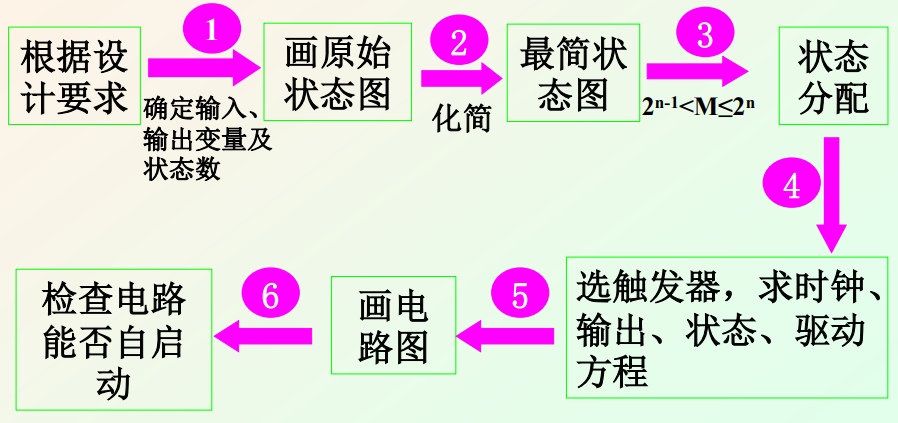 根据设
计要求
1
确定输入、
输出变量及
状态数
画原始
状态图
2
化简
最简状
态图
3
2ⁿ⁻¹<M≤2ⁿ
状态
分配
4
选触发器，求时钟、
输出、状态、驱动
方程
5
画电
路图
6
检查电路
能否自启
动